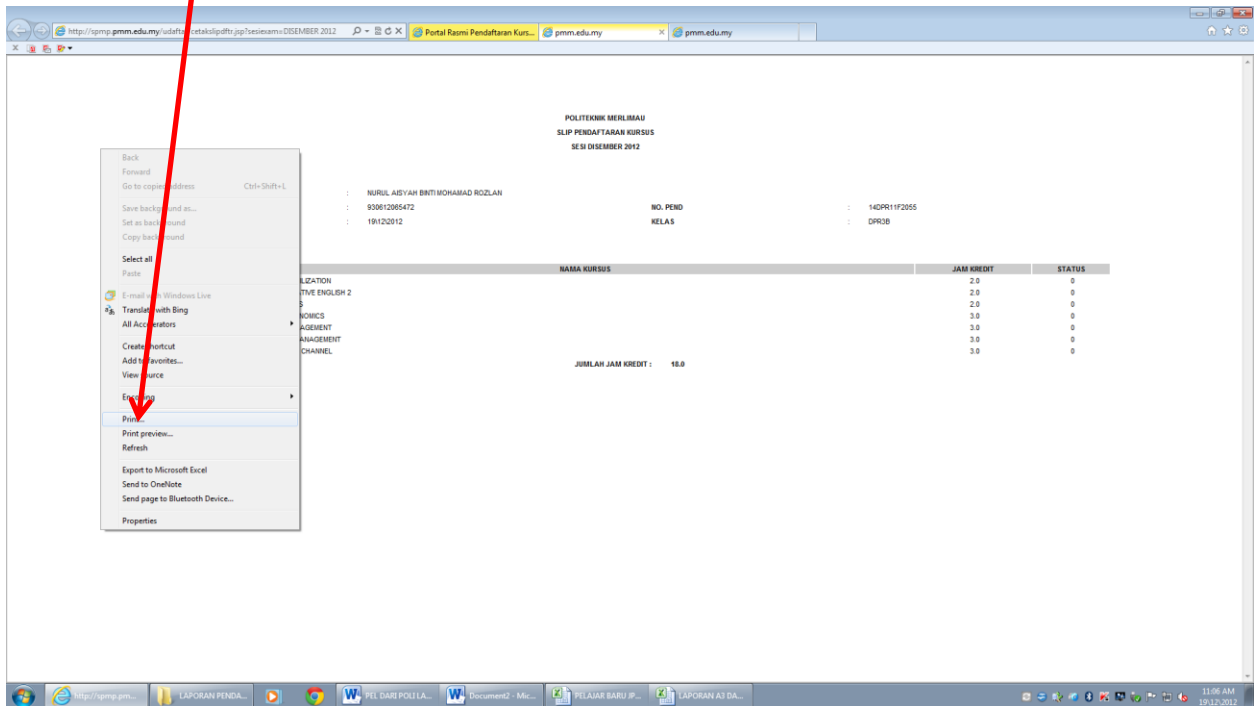 http://spmp.pmm.edu.my/udafta cetakslipdftr.jsp?sesiexam=DISEMBER 2012
Portal Rasmi Pendaftaran Kurs...
pmm.edu.my
pmm.edu.my
POLITEKNIK MERLIMAU
SLIP PENDAFTARAN KURSUS
SESI DISEMBER 2012
: NURUL AISYAH BINTI MOHAMAD ROZLAN
: 930612065472 NO. PEND : 14DPR11F2055
: 19\12\2012 KELAS : DPR3B
NAMA KURSUS JAM KREDIT STATUS
LIZATION 2.0 0
TIVE ENGLISH 2 2.0 0
S 2.0 0
NOMICS 3.0 0
AGEMENT 3.0 0
ANAGEMENT 3.0 0
CHANNEL 3.0 0
JUMLAH JAM KREDIT : 18.0
Back
Forward
Go to copied address Ctrl+Shift+L
Save background as...
Set as background
Copy background
Select all
Paste
E-mail with Windows Live
Translate with Bing
All Accelerators
Create shortcut
Add to favorites...
View source
Encoding
Print...
Print preview...
Refresh
Export to Microsoft Excel
Send to OneNote
Send page to Bluetooth Device...
Properties
http://spmp.pm...
LAPORAN PENDA...
PEL DARI POLI LA...
Document2 - Mic...
PELAJAR BARU JP...
LAPORAN A3 DA...
11:06 AM
19\12\2012